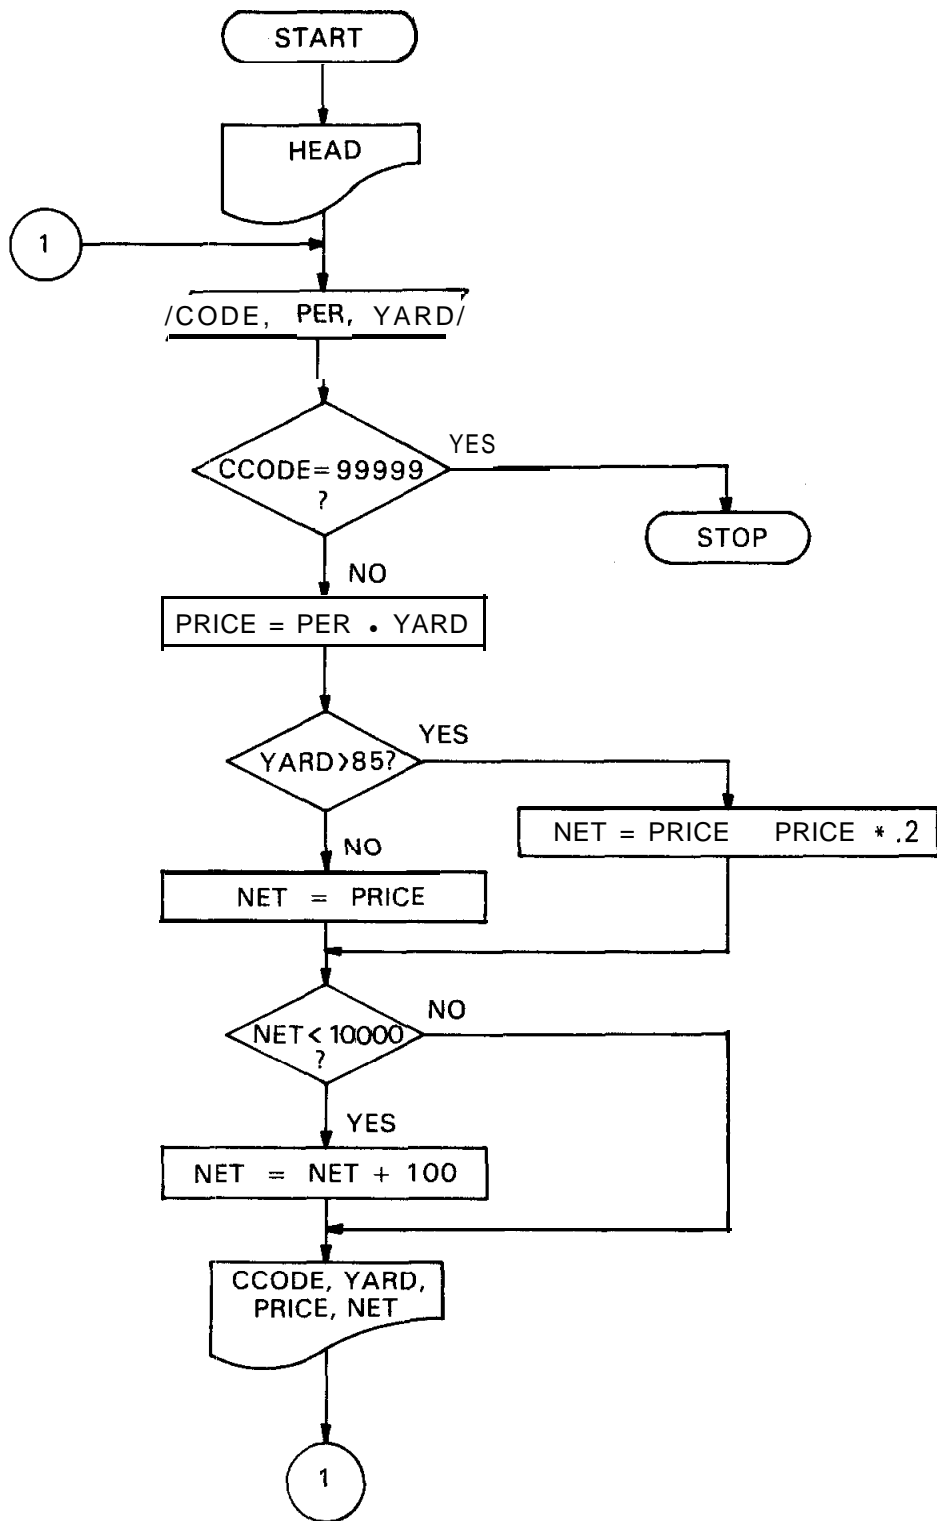 START
HEAD
1
/CODE, PER, YARD/
CCODE=99999
?
YES
STOP
NO
PRICE = PER • YARD
YARD>85?
YES
NET = PRICE PRICE * .2
NO
NET = PRICE
NET<10000
?
NO
YES
NET = NET + 100
CCODE, YARD,
PRICE, NET
1